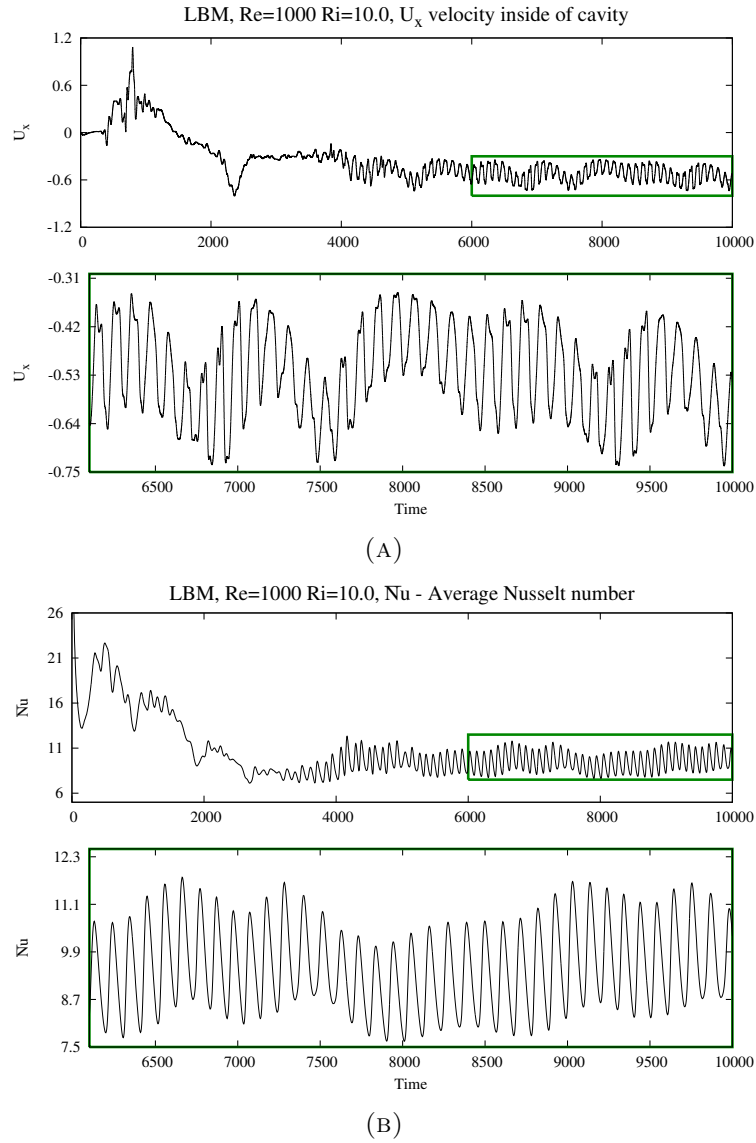 LBM, Re=1000 Ri=10.0, Uₓ velocity inside of cavity
1.2
0.6
0
-0.6
-1.2
Uₓ
0 2000 4000 6000 8000 10000
-0.31
-0.42
-0.53
-0.64
-0.75
Uₓ
6500 7000 7500 8000 8500 9000 9500 10000
Time
(A)
LBM, Re=1000 Ri=10.0, N̅u - Average Nusselt number
26
21
16
11
6
N̅u
0 2000 4000 6000 8000 10000
12.3
11.1
9.9
8.7
7.5
N̅u
6500 7000 7500 8000 8500 9000 9500 10000
Time
(B)